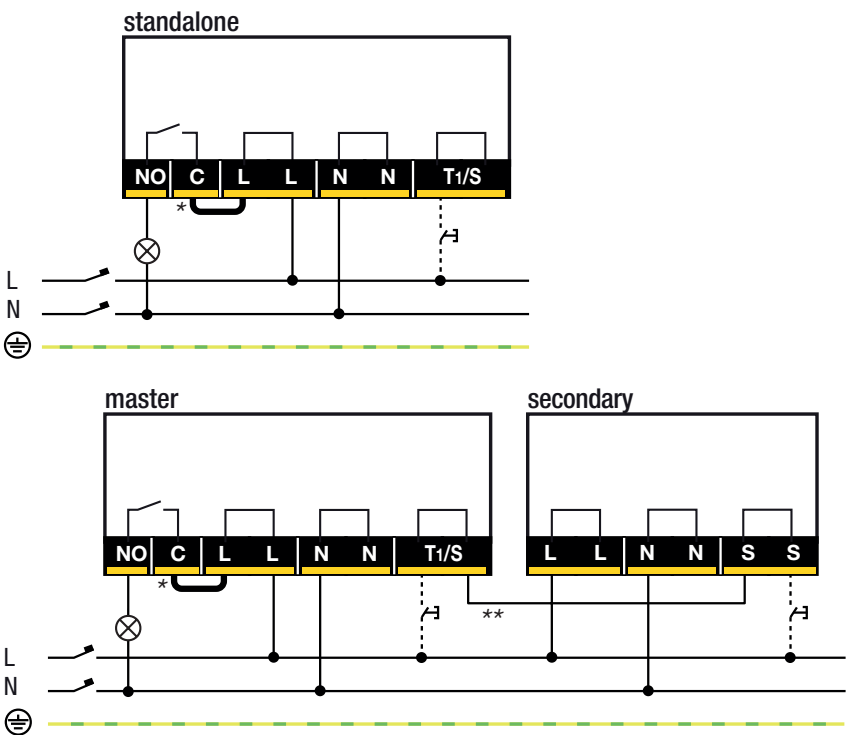 standalone
NO C L L N N T1/S
*
L
N
master
secondary
NO C L L N N T1/S
L L N N S S
*
**
L
N